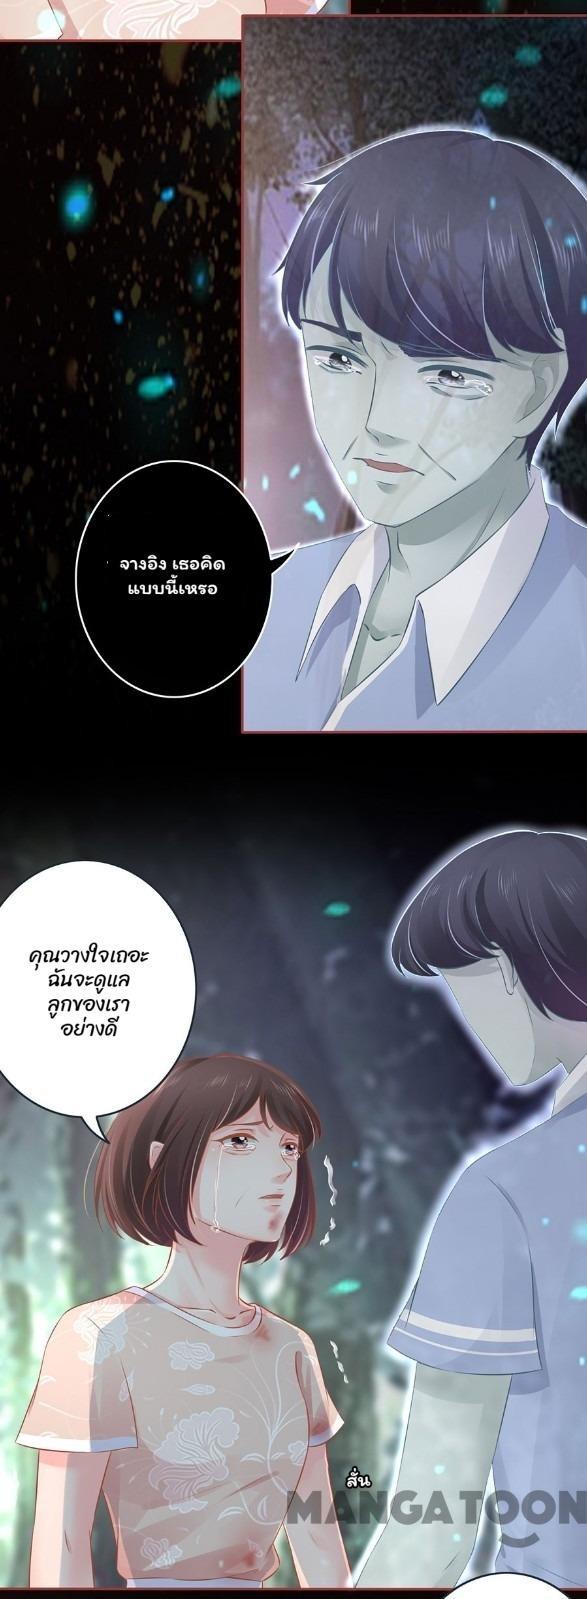 จางอิง เธอคิด
แบบนี้เหรอ
คุณวางใจเถอะ
ฉันจะดูแล
ลูกของเรา
อย่างดี
สั่น
MANGATOON